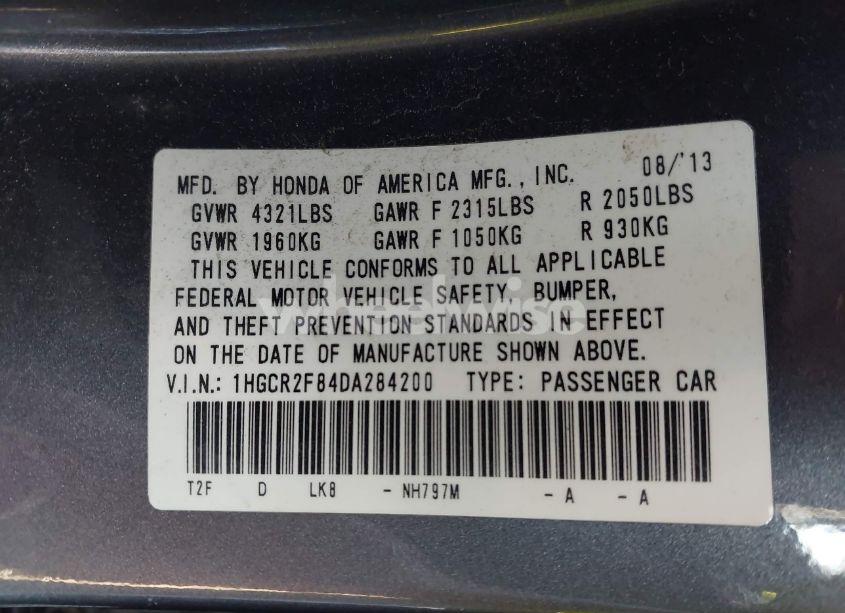 MFD. BY HONDA OF AMERICA MFG., INC. 08/'13
GVWR 4321LBS GAWR F 2315LBS R 2050LBS
GVWR 1960KG GAWR F 1050KG R 930KG
THIS VEHICLE CONFORMS TO ALL APPLICABLE
FEDERAL MOTOR VEHICLE SAFETY, BUMPER,
AND THEFT PREVENTION STANDARDS IN EFFECT
ON THE DATE OF MANUFACTURE SHOWN ABOVE.
V.I.N.: 1HGCR2F84DA284200 TYPE: PASSENGER CAR
T2F D LK8 - NH797M - A - A
wheelwise